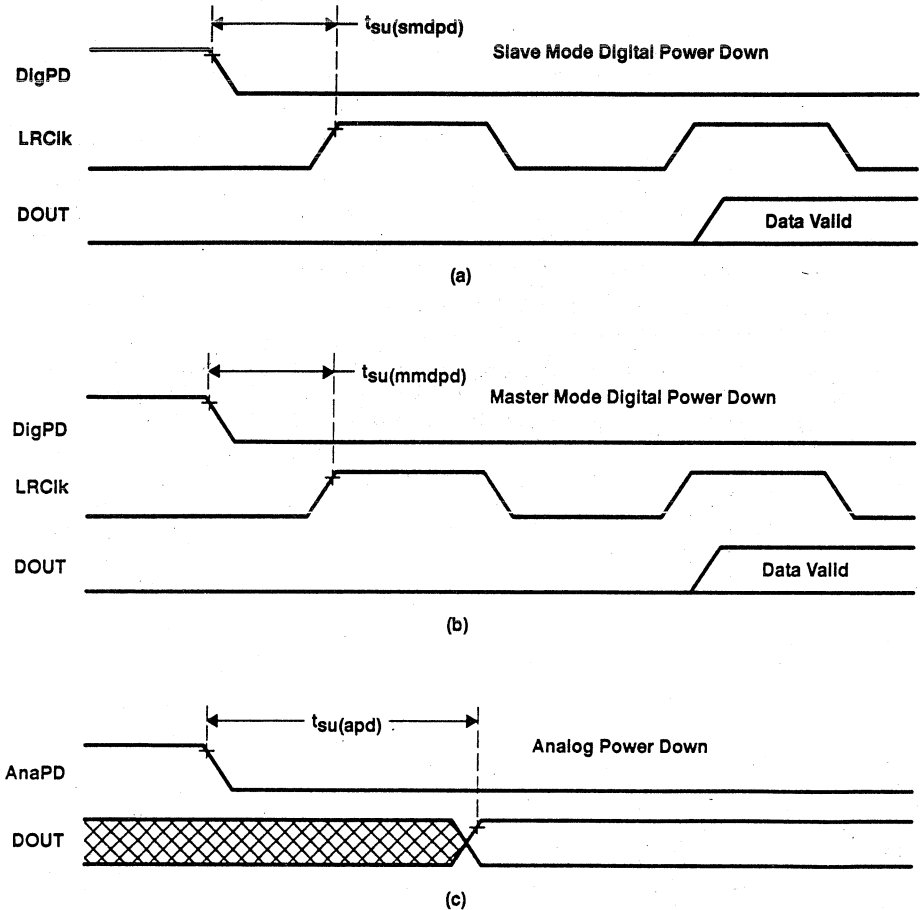 tsu(smdpd)
Slave Mode Digital Power Down
DigPD
LRClk
DOUT
Data Valid
(a)
tsu(mmdpd)
Master Mode Digital Power Down
DigPD
LRClk
DOUT
Data Valid
(b)
tsu(apd)
Analog Power Down
AnaPD
DOUT
(c)